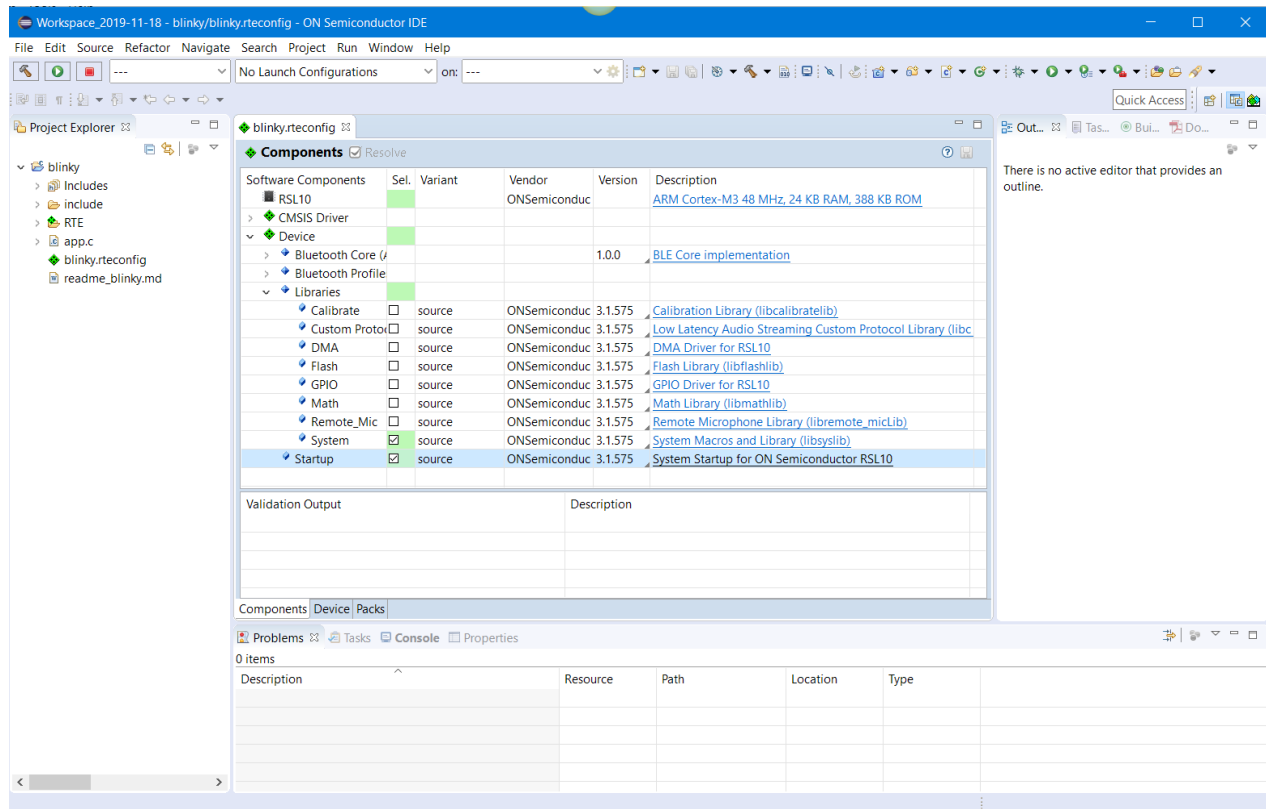 Workspace_2019-11-18 - blinky/blinky.rteconfig - ON Semiconductor IDE
File Edit Source Refactor Navigate Search Project Run Window Help
--- No Launch Configurations on: ---
Quick Access
Project Explorer
blinky
Includes
include
RTE
app.c
blinky.rteconfig
readme_blinky.md
blinky.rteconfig
Components Resolve
Software Components Sel. Variant Vendor Version Description
RSL10 ONSemiconduc ARM Cortex-M3 48 MHz, 24 KB RAM, 388 KB ROM
CMSIS Driver
Device
Bluetooth Core (A 1.0.0 BLE Core implementation
Bluetooth Profile
Libraries
Calibrate source ONSemiconduc 3.1.575 Calibration Library (libcalibratelib)
Custom Protoc source ONSemiconduc 3.1.575 Low Latency Audio Streaming Custom Protocol Library (libc
DMA source ONSemiconduc 3.1.575 DMA Driver for RSL10
Flash source ONSemiconduc 3.1.575 Flash Library (libflashlib)
GPIO source ONSemiconduc 3.1.575 GPIO Driver for RSL10
Math source ONSemiconduc 3.1.575 Math Library (libmathlib)
Remote_Mic source ONSemiconduc 3.1.575 Remote Microphone Library (libremote_micLib)
System source ONSemiconduc 3.1.575 System Macros and Library (libsyslib)
Startup source ONSemiconduc 3.1.575 System Startup for ON Semiconductor RSL10
Validation Output Description
Components Device Packs
Out... Tas... Bui... Do...
There is no active editor that provides an
outline.
Problems Tasks Console Properties
0 items
Description Resource Path Location Type